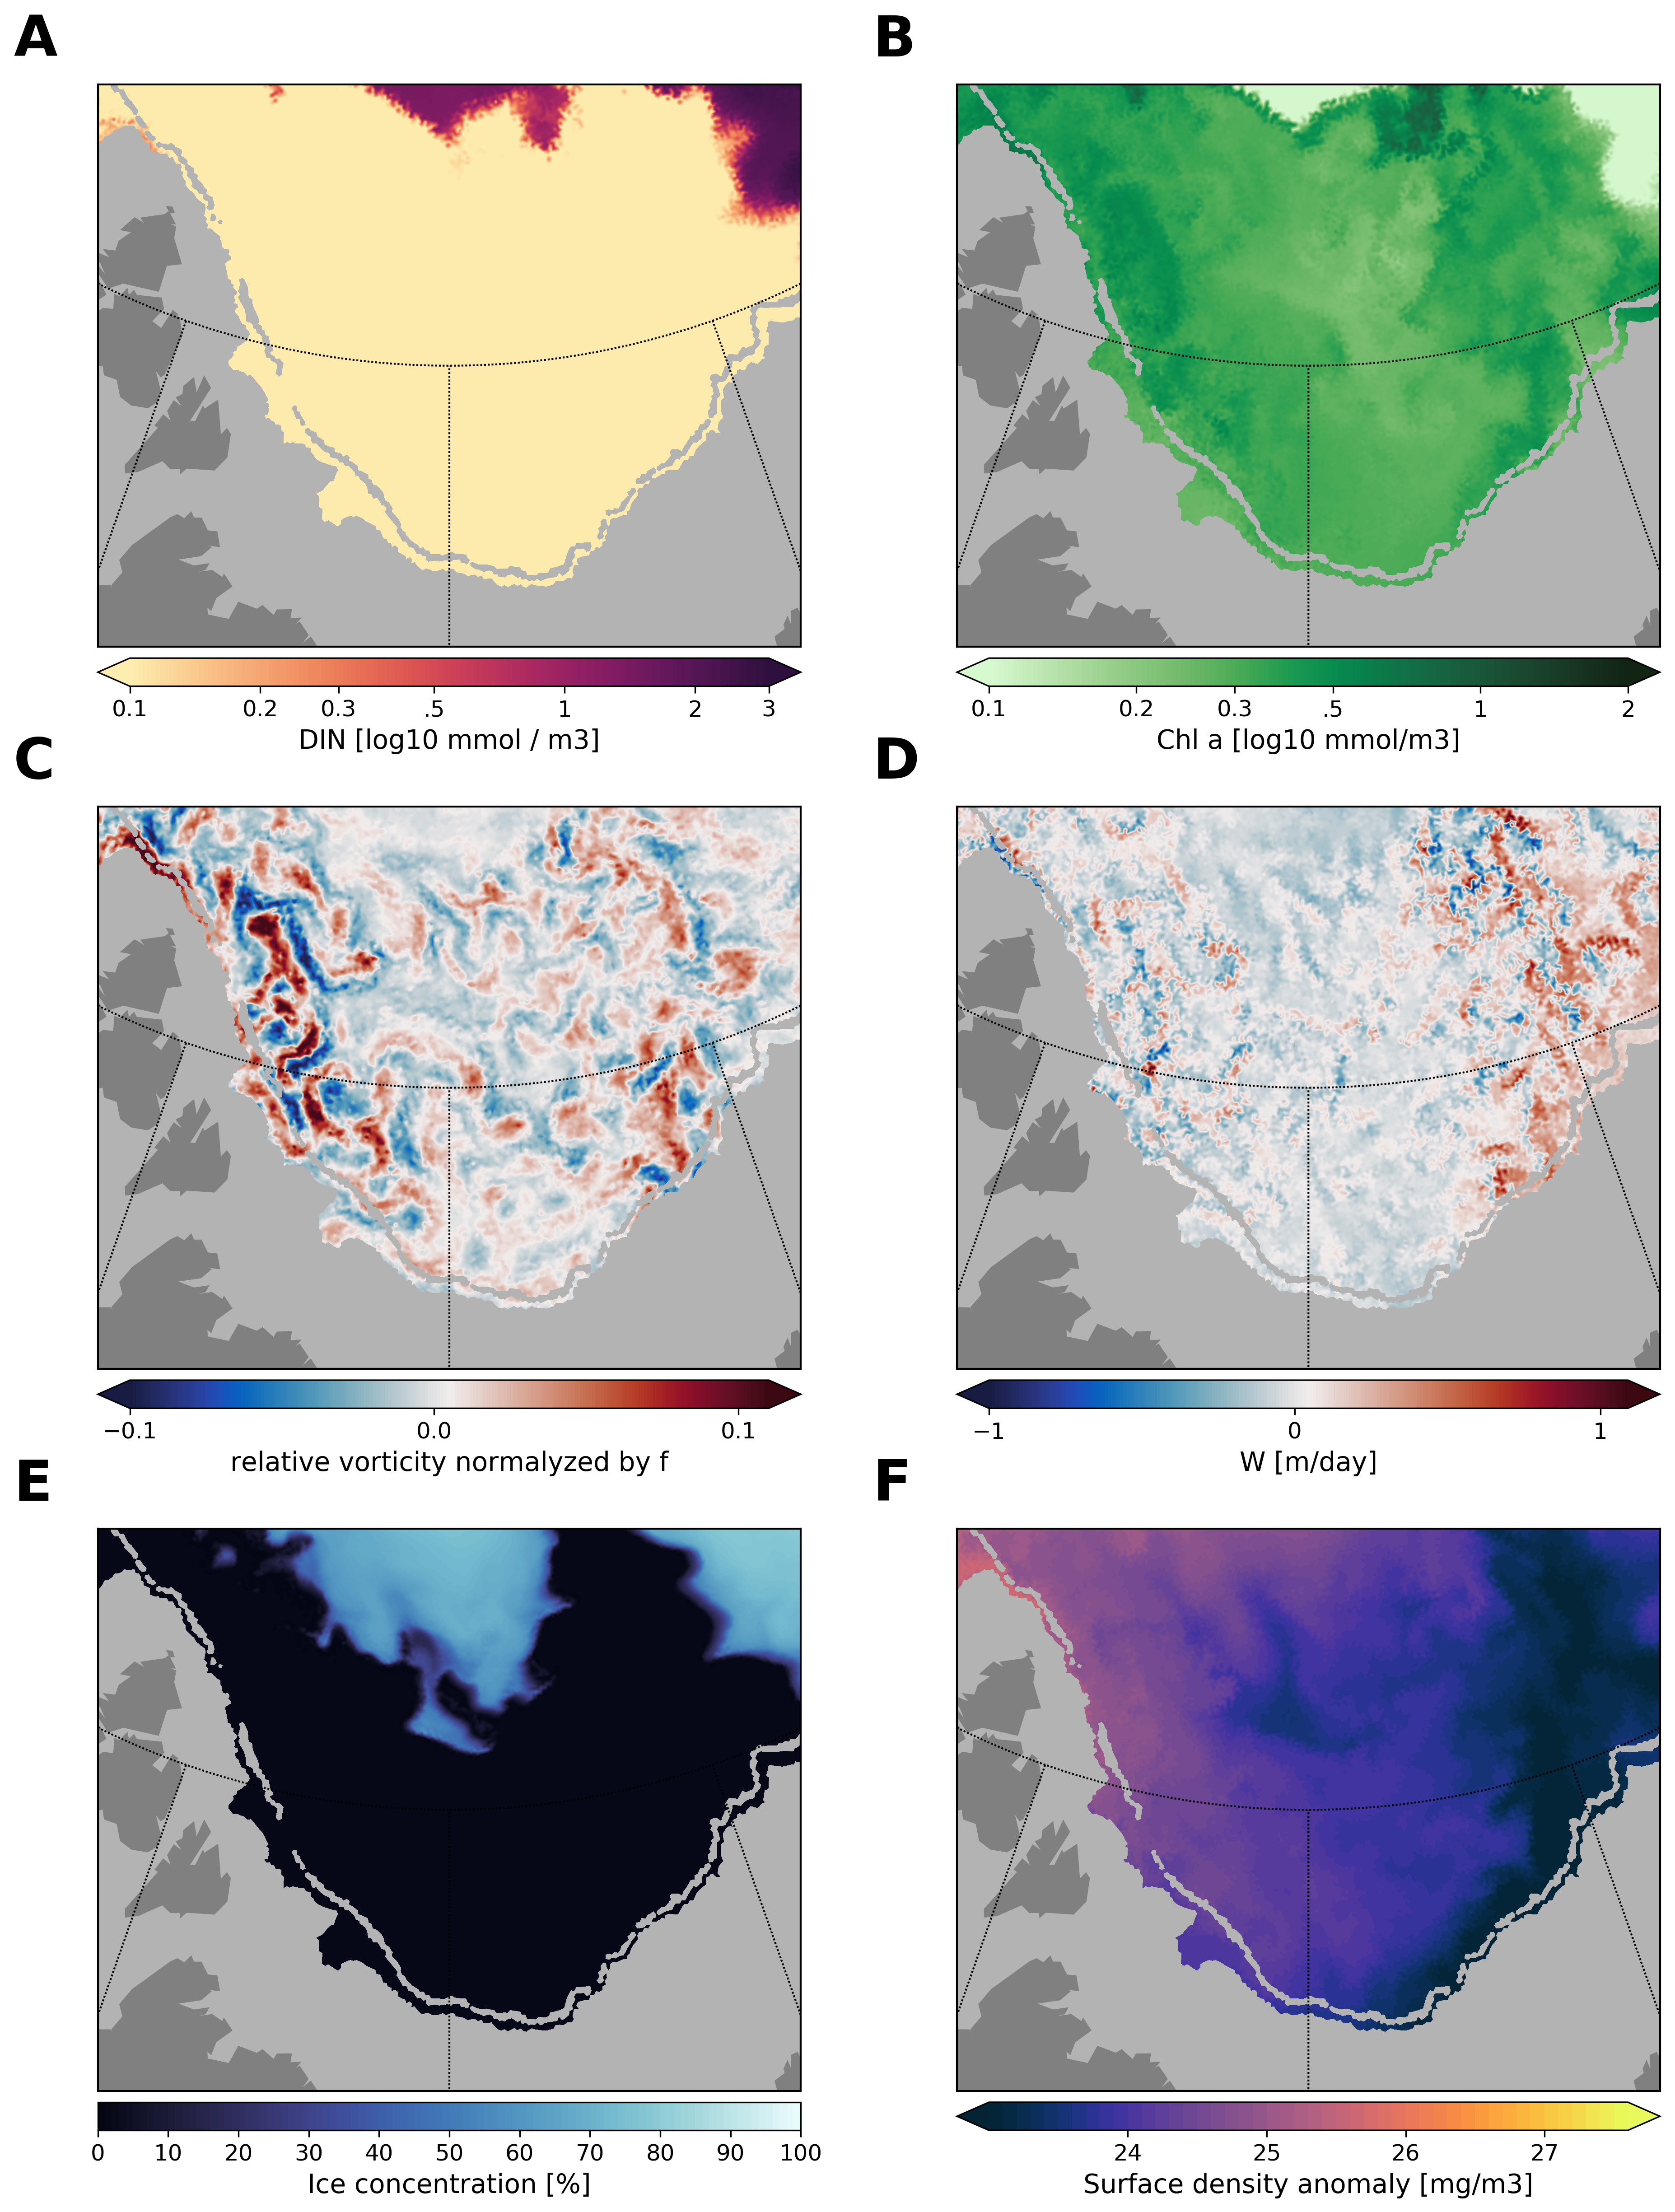 A
B
0.1 0.2 0.3 .5 1 2 3
DIN [log10 mmol / m3]
0.1 0.2 0.3 .5 1 2
Chl a [log10 mmol/m3]
C
D
−0.1 0.0 0.1
relative vorticity normalyzed by f
−1 0 1
W [m/day]
E
F
0 10 20 30 40 50 60 70 80 90 100
Ice concentration [%]
24 25 26 27
Surface density anomaly [mg/m3]